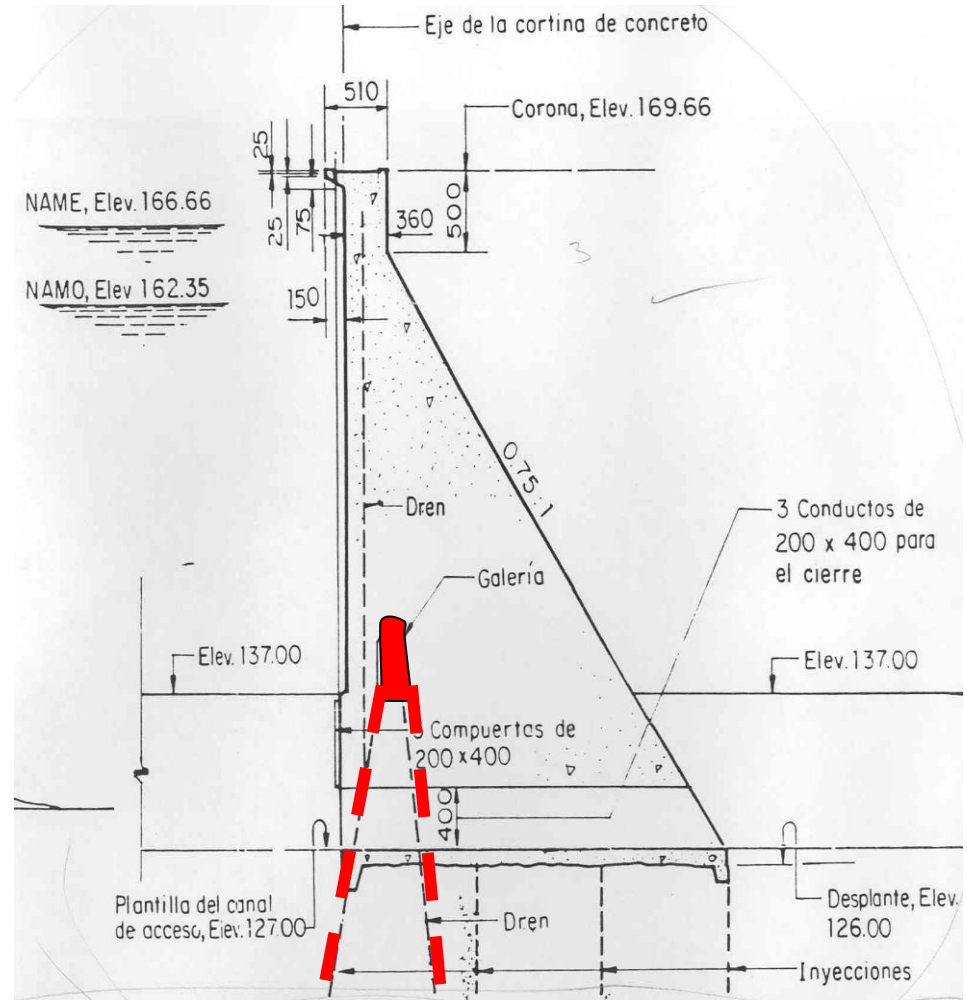 Eje de la cortina de concreto
510
Corona, Elev. 169.66
25
NAME, Elev. 166.66
25
75
360
500
3
NAMO, Elev 162.35
150
0.75:1
Dren
3 Conductos de
200 x 400 para
el cierre
Galería
Elev. 137.00
Elev. 137.00
Compuertas de
200 x 400
400
Plantilla del canal
de acceso, Elev. 127.00
Dren
Desplante, Elev.
126.00
Inyecciones